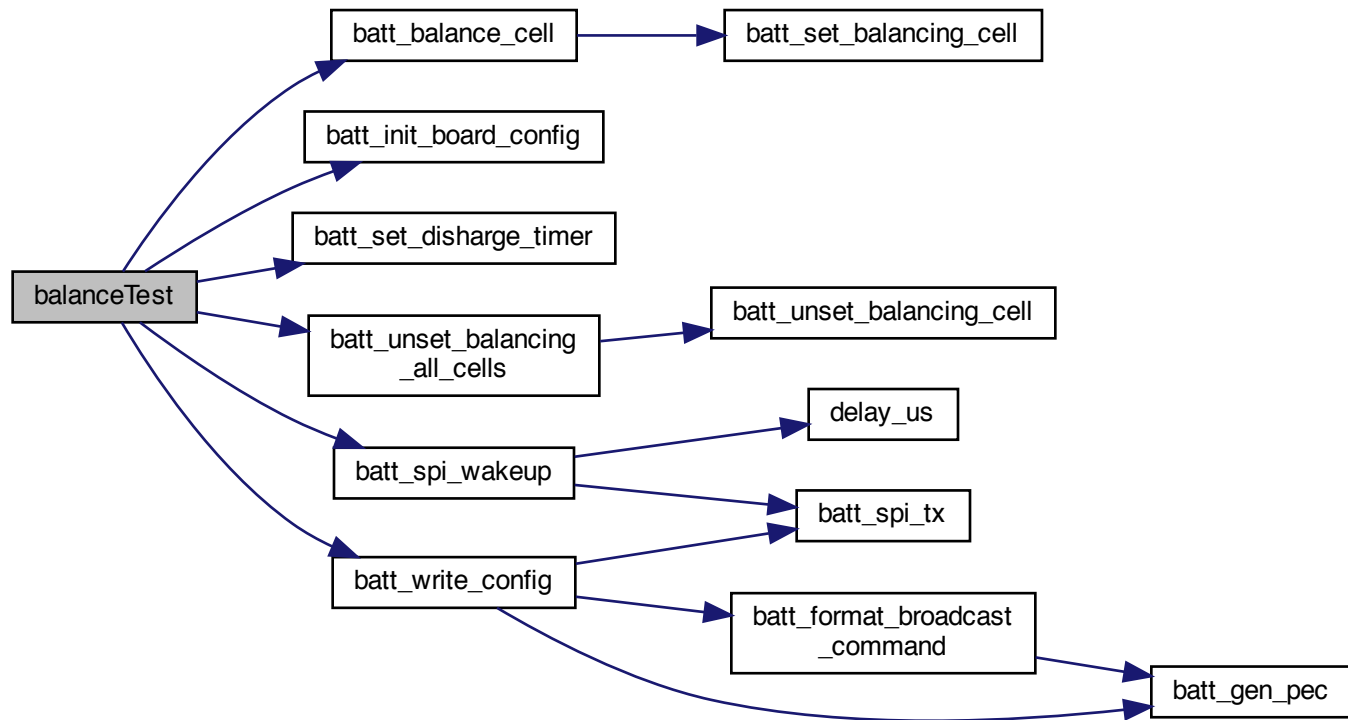 batt_balance_cell
batt_set_balancing_cell
batt_init_board_config
batt_set_disharge_timer
balanceTest
batt_unset_balancing
_all_cells
batt_unset_balancing_cell
delay_us
batt_spi_wakeup
batt_spi_tx
batt_write_config
batt_format_broadcast
_command
batt_gen_pec